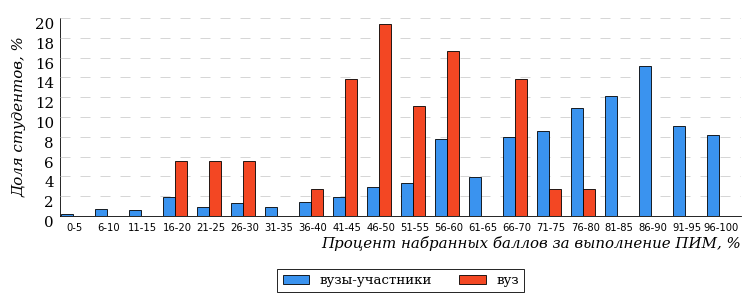 Доля студентов, %
20
18
16
14
12
10
8
6
4
2
0
0-5 6-10 11-15 16-20 21-25 26-30 31-35 36-40 41-45 46-50 51-55 56-60 61-65 66-70 71-75 76-80 81-85 86-90 91-95 96-100
Процент набранных баллов за выполнение ПИМ, %
вузы-участники вуз